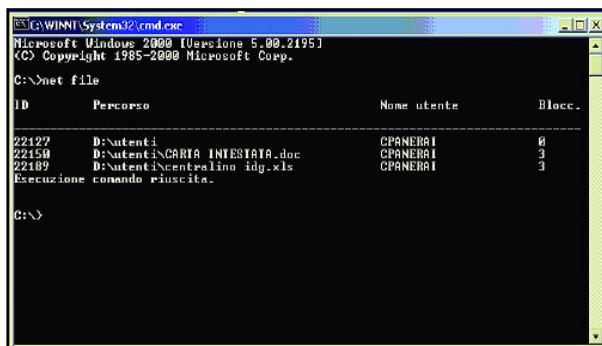 C:\WINNT\System32\cmd.exe
Microsoft Windows 2000 [Versione 5.00.2195]
(C) Copyright 1985-2000 Microsoft Corp.
C:\>net file
ID Percorso Nome utente Blocc.
22127 D:\utenti CPANERAI 0
22150 D:\utenti\CARTA INTESTATA.doc CPANERAI 3
22189 D:\utenti\centralino idg.xls CPANERAI 3
Esecuzione comando riuscita.
C:\>